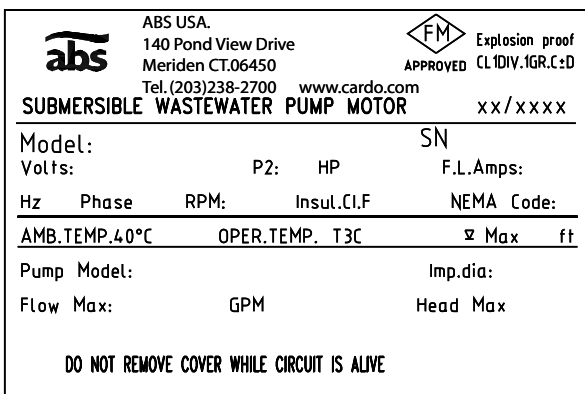 abs
ABS USA.
140 Pond View Drive
Meriden CT.06450
Tel.(203)238-2700 www.cardo.com
FM
APPROVED
Explosion proof
CL1DIV.1GR.C±D
SUBMERSIBLE WASTEWATER PUMP MOTOR xx/xxxx
Model: SN
Volts: P2: HP F.L.Amps:
Hz Phase RPM: Insul.Cl.F NEMA Code:
AMB.TEMP.40°C OPER.TEMP. T3C Max ft
Pump Model: Imp.dia:
Flow Max: GPM Head Max
DO NOT REMOVE COVER WHILE CIRCUIT IS ALIVE